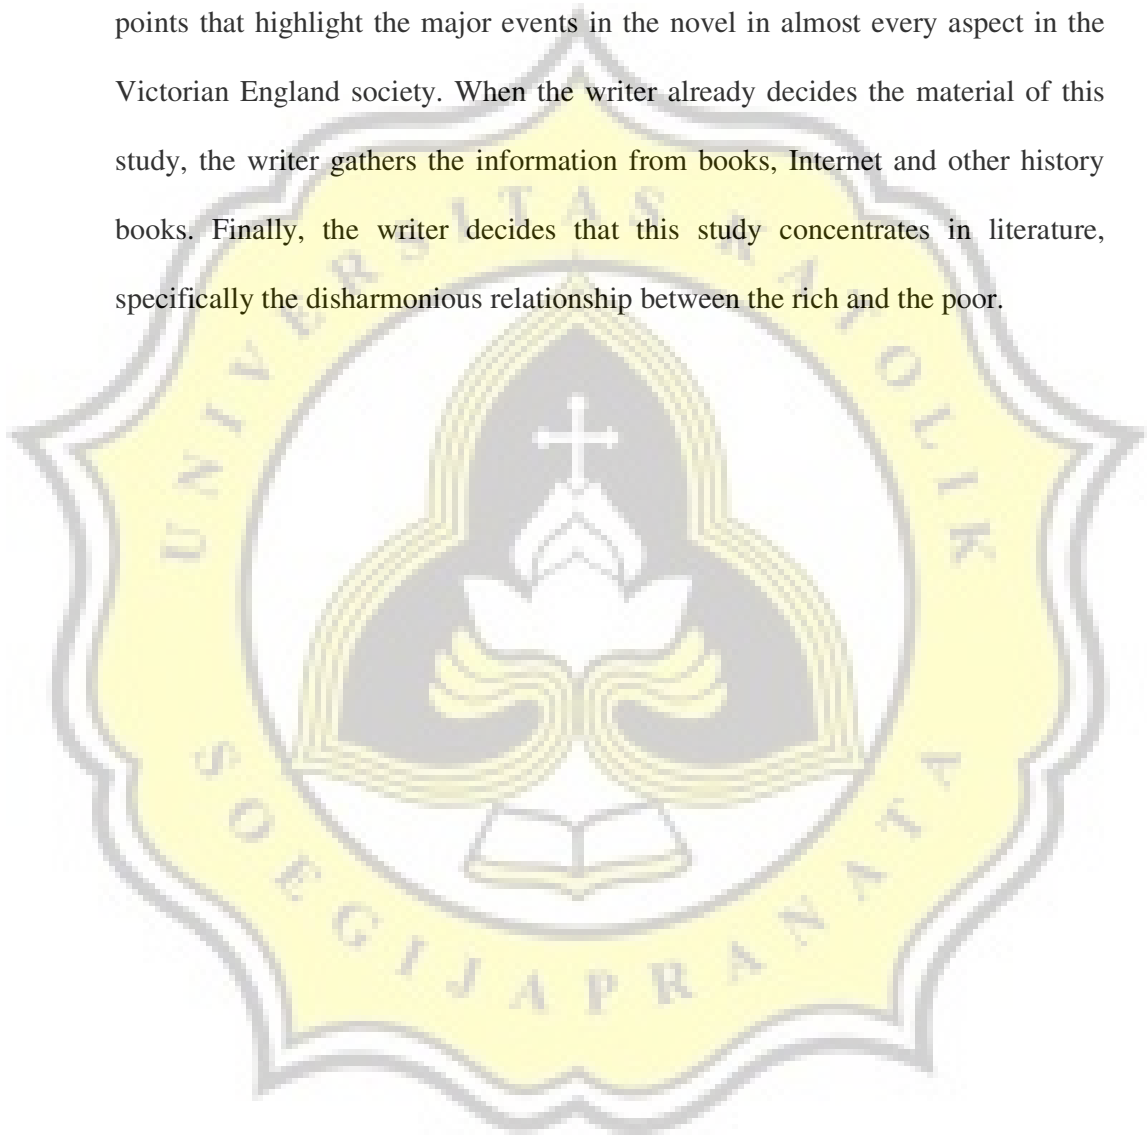 points that highlight the major events in the novel in almost every aspect in the
Victorian England society. When the writer already decides the material of this
study, the writer gathers the information from books, Internet and other history
books. Finally, the writer decides that this study concentrates in literature,
specifically the disharmonious relationship between the rich and the poor.
UNIVERSITAS KATOLIK
SOEGIJAPRANATA